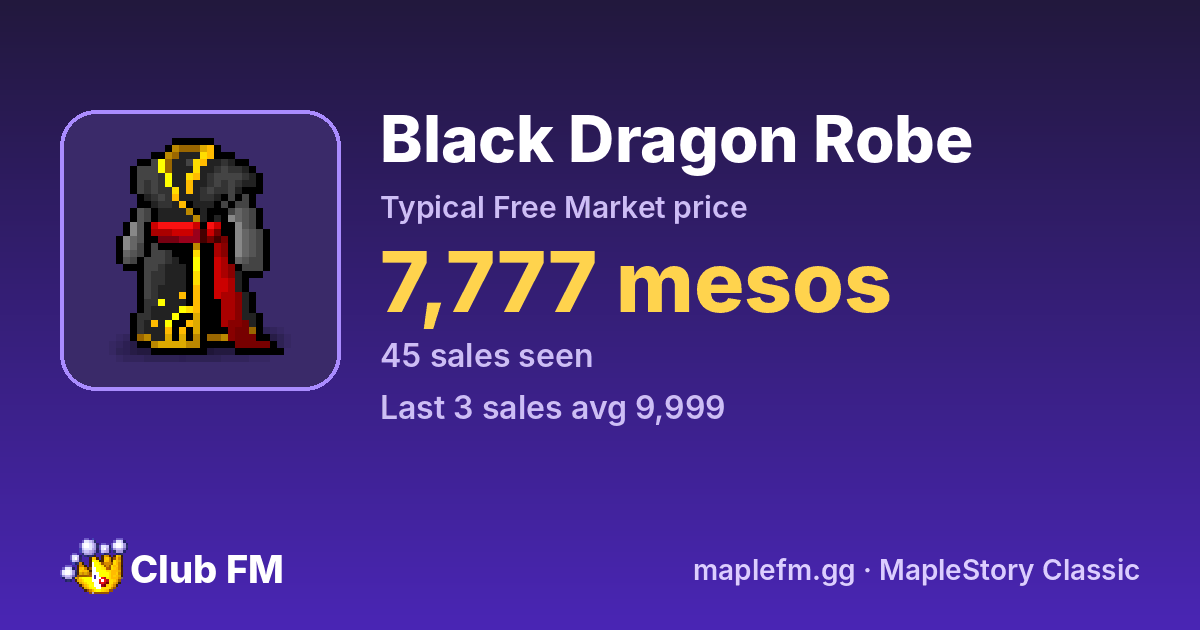 Black Dragon Robe
Typical Free Market price
7,777 mesos
45 sales seen
Last 3 sales avg 9,999
Club FM
maplefm.gg · MapleStory Classic